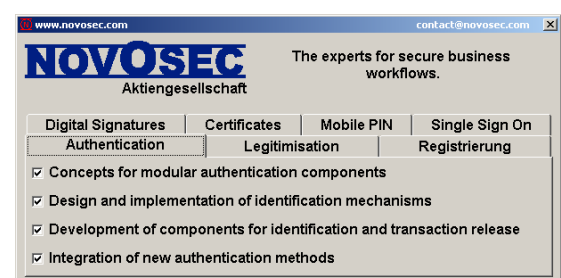 www.novosec.com contact@novosec.com
NOVOSEC
Aktiengesellschaft
The experts for secure business
workflows.
Digital Signatures Certificates Mobile PIN Single Sign On
Authentication Legitimisation Registrierung
Concepts for modular authentication components
Design and implementation of identification mechanisms
Development of components for identification and transaction release
Integration of new authentication methods